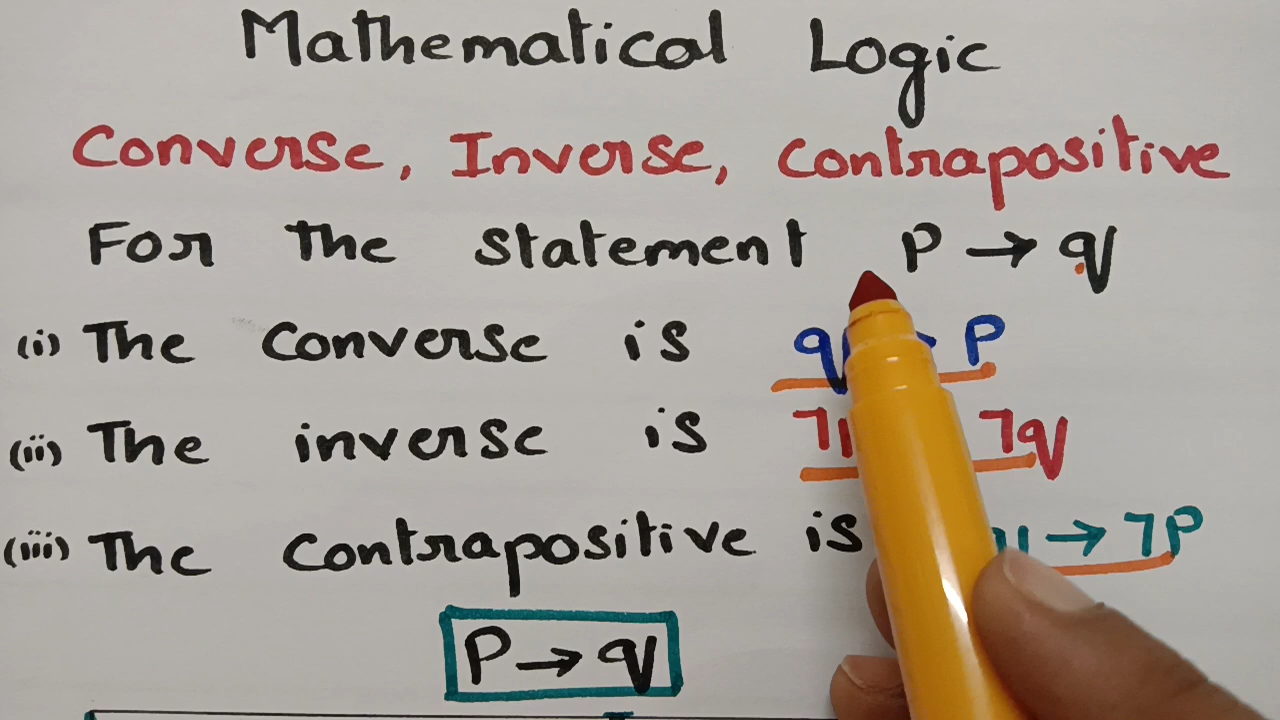 Mathematical Logic
Converse, Inverse, Contrapositive
For the statement P → q
(i) The Converse is q P
(ii) The inverse is ¬ ¬q
(iii) The Contrapositive is → ¬P
P → q